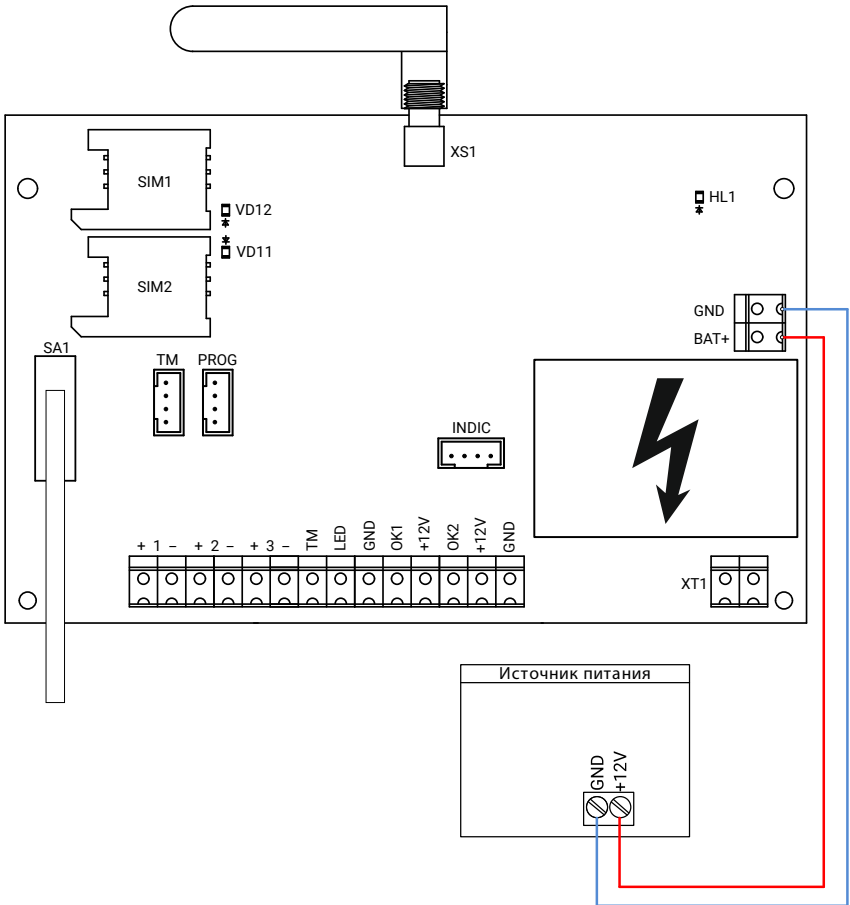 XS1
SIM1
VD12
HL1
VD11
SIM2
GND
BAT+
SA1
TM PROG
INDIC
+ 1 – + 2 – + 3 – TM LED GND OK1 +12V OK2 +12V GND
XT1
Источник питания
GND
+12V